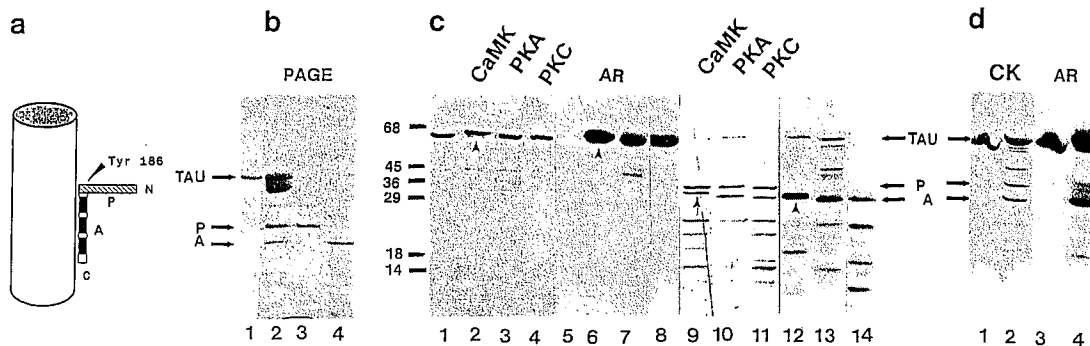 a
b
c
d
PAGE
CaMK
PKA
PKC
AR
CaMK
PKA
PKC
CK
AR
Tyr 186
N
P
A
C
TAU
P
A
68
45
36
29
18
14
TAU
P
A
1 2 3 4
1 2 3 4 5 6 7 8 9 10 11 12 13 14
1 2 3 4